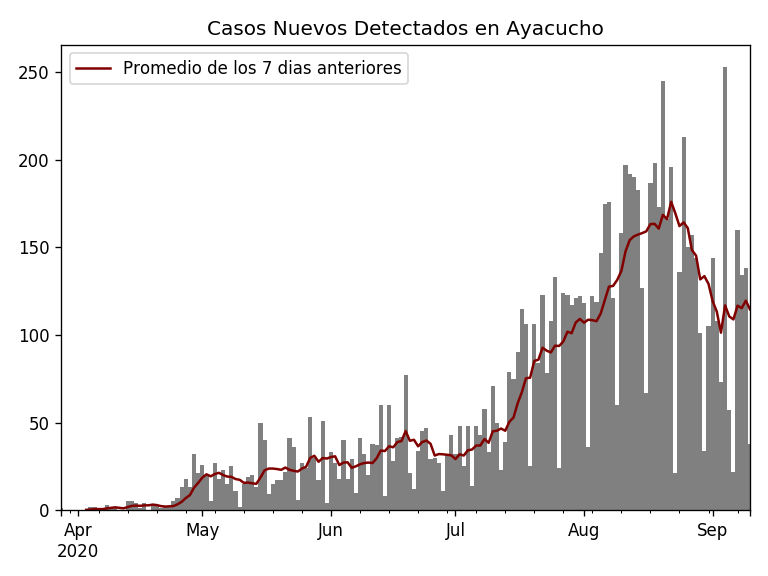 Casos Nuevos Detectados en Ayacucho
Promedio de los 7 dias anteriores
250
200
150
100
50
0
Apr May Jun Jul Aug Sep
2020